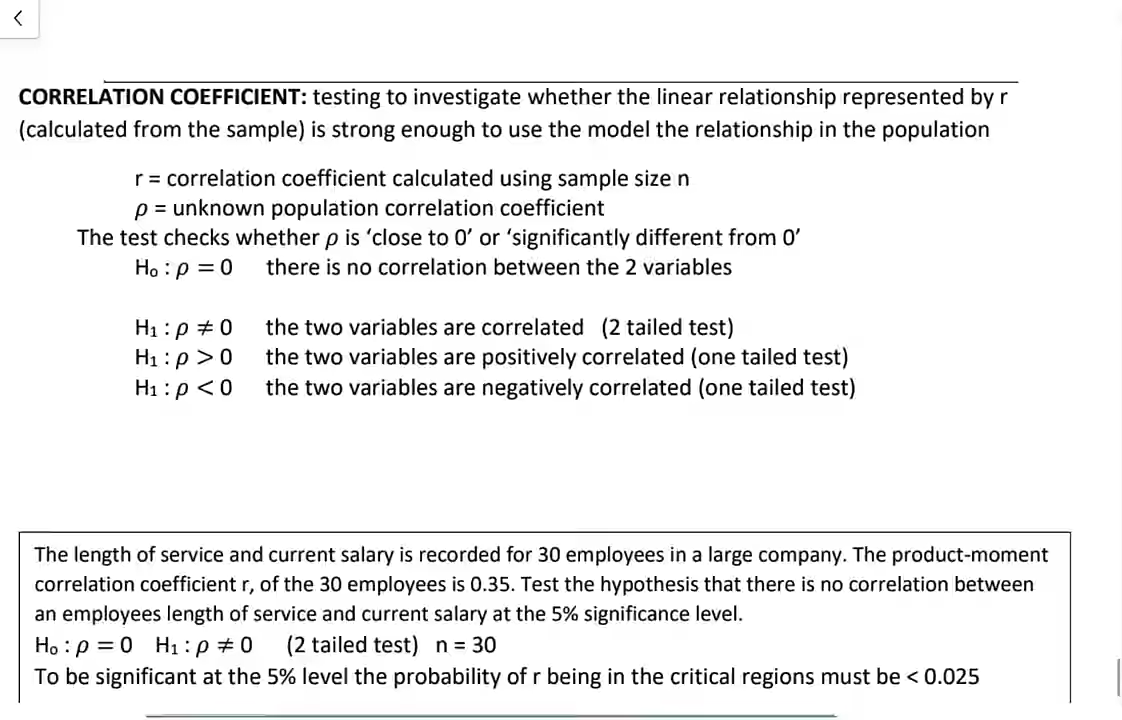 CORRELATION COEFFICIENT: testing to investigate whether the linear relationship represented by r
(calculated from the sample) is strong enough to use the model the relationship in the population
r = correlation coefficient calculated using sample size n
ρ = unknown population correlation coefficient
The test checks whether ρ is ‘close to 0’ or ‘significantly different from 0’
H₀ : ρ = 0 there is no correlation between the 2 variables
H₁ : ρ ≠ 0 the two variables are correlated (2 tailed test)
H₁ : ρ > 0 the two variables are positively correlated (one tailed test)
H₁ : ρ < 0 the two variables are negatively correlated (one tailed test)
The length of service and current salary is recorded for 30 employees in a large company. The product-moment
correlation coefficient r, of the 30 employees is 0.35. Test the hypothesis that there is no correlation between
an employees length of service and current salary at the 5% significance level.
H₀ : ρ = 0 H₁ : ρ ≠ 0 (2 tailed test) n = 30
To be significant at the 5% level the probability of r being in the critical regions must be < 0.025